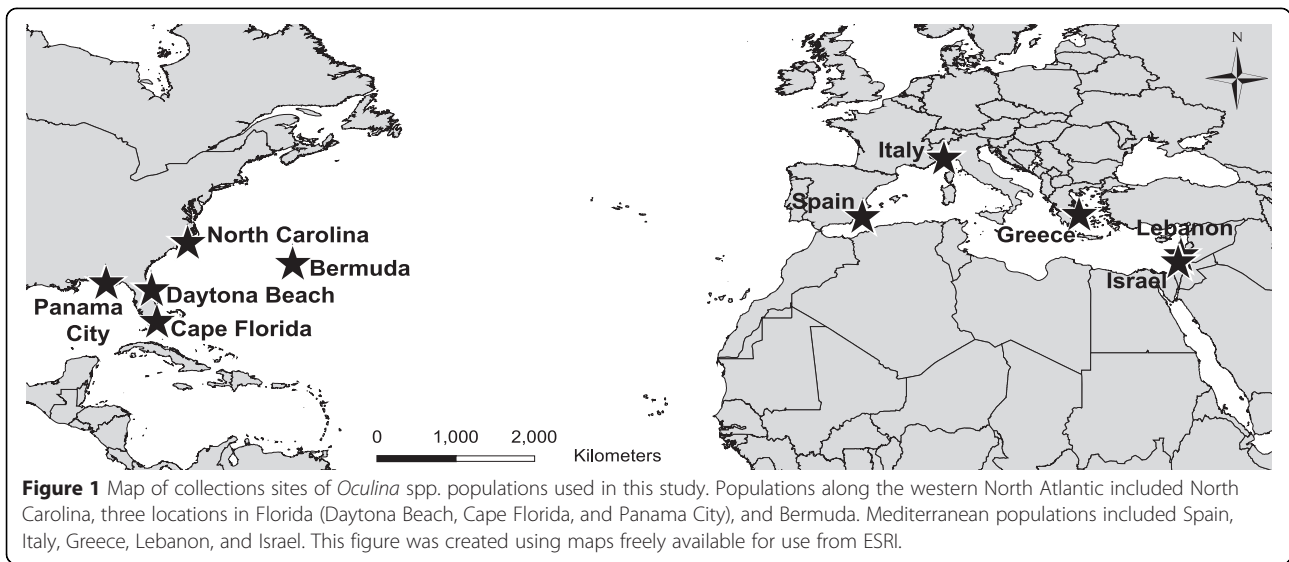 N
Italy
Spain
Greece
Lebanon
Israel
North Carolina
Bermuda
Daytona Beach
Panama
City
Cape Florida
0 1,000 2,000
Kilometers
Figure 1 Map of collections sites of Oculina spp. populations used in this study. Populations along the western North Atlantic included North
Carolina, three locations in Florida (Daytona Beach, Cape Florida, and Panama City), and Bermuda. Mediterranean populations included Spain,
Italy, Greece, Lebanon, and Israel. This figure was created using maps freely available for use from ESRI.